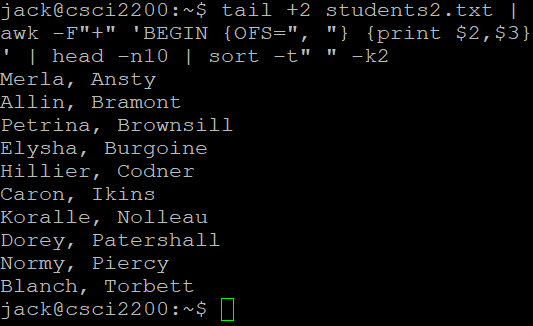 jack@csci2200:~$ tail +2 students2.txt |
awk -F"+" 'BEGIN {OFS=", "} {print $2,$3}
' | head -n10 | sort -t" " -k2
Merla, Ansty
Allin, Bramont
Petrina, Brownsill
Elysha, Burgoine
Hillier, Codner
Caron, Ikins
Koralle, Nolleau
Dorey, Patershall
Normy, Piercy
Blanch, Torbett
jack@csci2200:~$